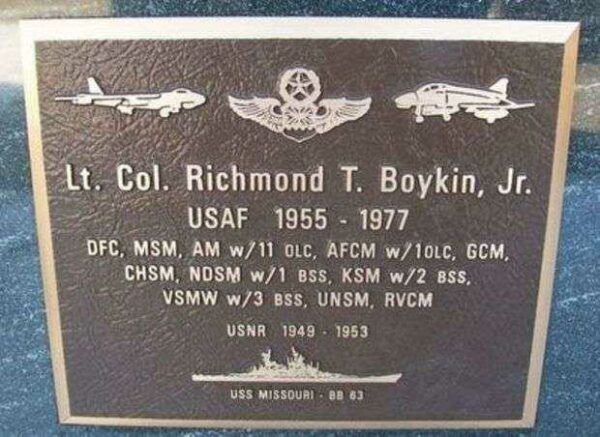 Lt. Col. Richmond T. Boykin, Jr.
USAF 1955 - 1977
DFC, MSM, AM w/11 OLC, AFCM w/1OLC, GCM,
CHSM, NDSM w/1 BSS, KSM w/2 BSS,
VSMW w/3 BSS, UNSM, RVCM
USNR 1949 - 1953
USS MISSOURI - BB 63